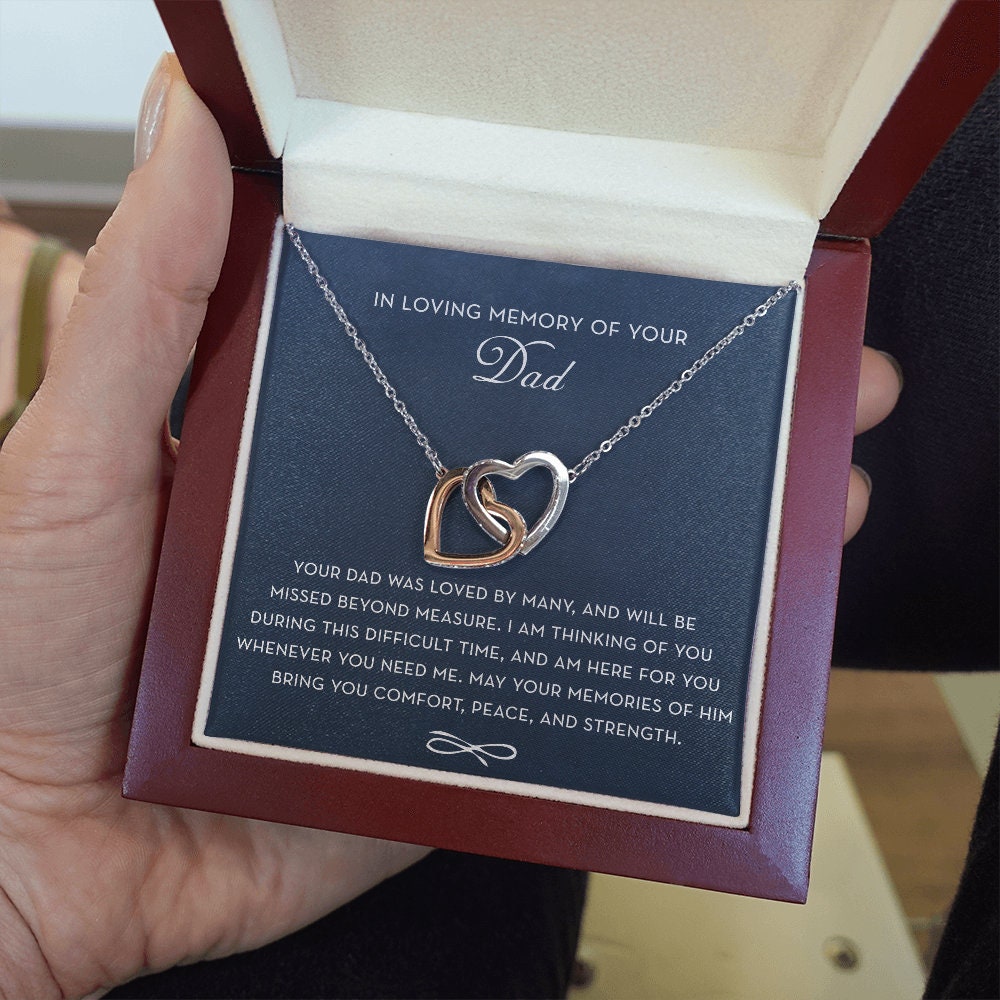 IN LOVING MEMORY OF YOUR
Dad
YOUR DAD WAS LOVED BY MANY, AND WILL BE
MISSED BEYOND MEASURE. I AM THINKING OF YOU
DURING THIS DIFFICULT TIME, AND AM HERE FOR YOU
WHENEVER YOU NEED ME. MAY YOUR MEMORIES OF HIM
BRING YOU COMFORT, PEACE, AND STRENGTH.